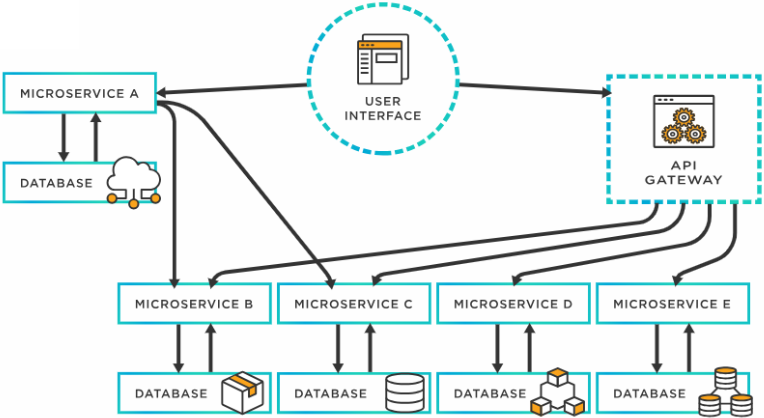 USER
INTERFACE
MICROSERVICE A
DATABASE
API
GATEWAY
MICROSERVICE B
MICROSERVICE C
MICROSERVICE D
MICROSERVICE E
DATABASE
DATABASE
DATABASE
DATABASE